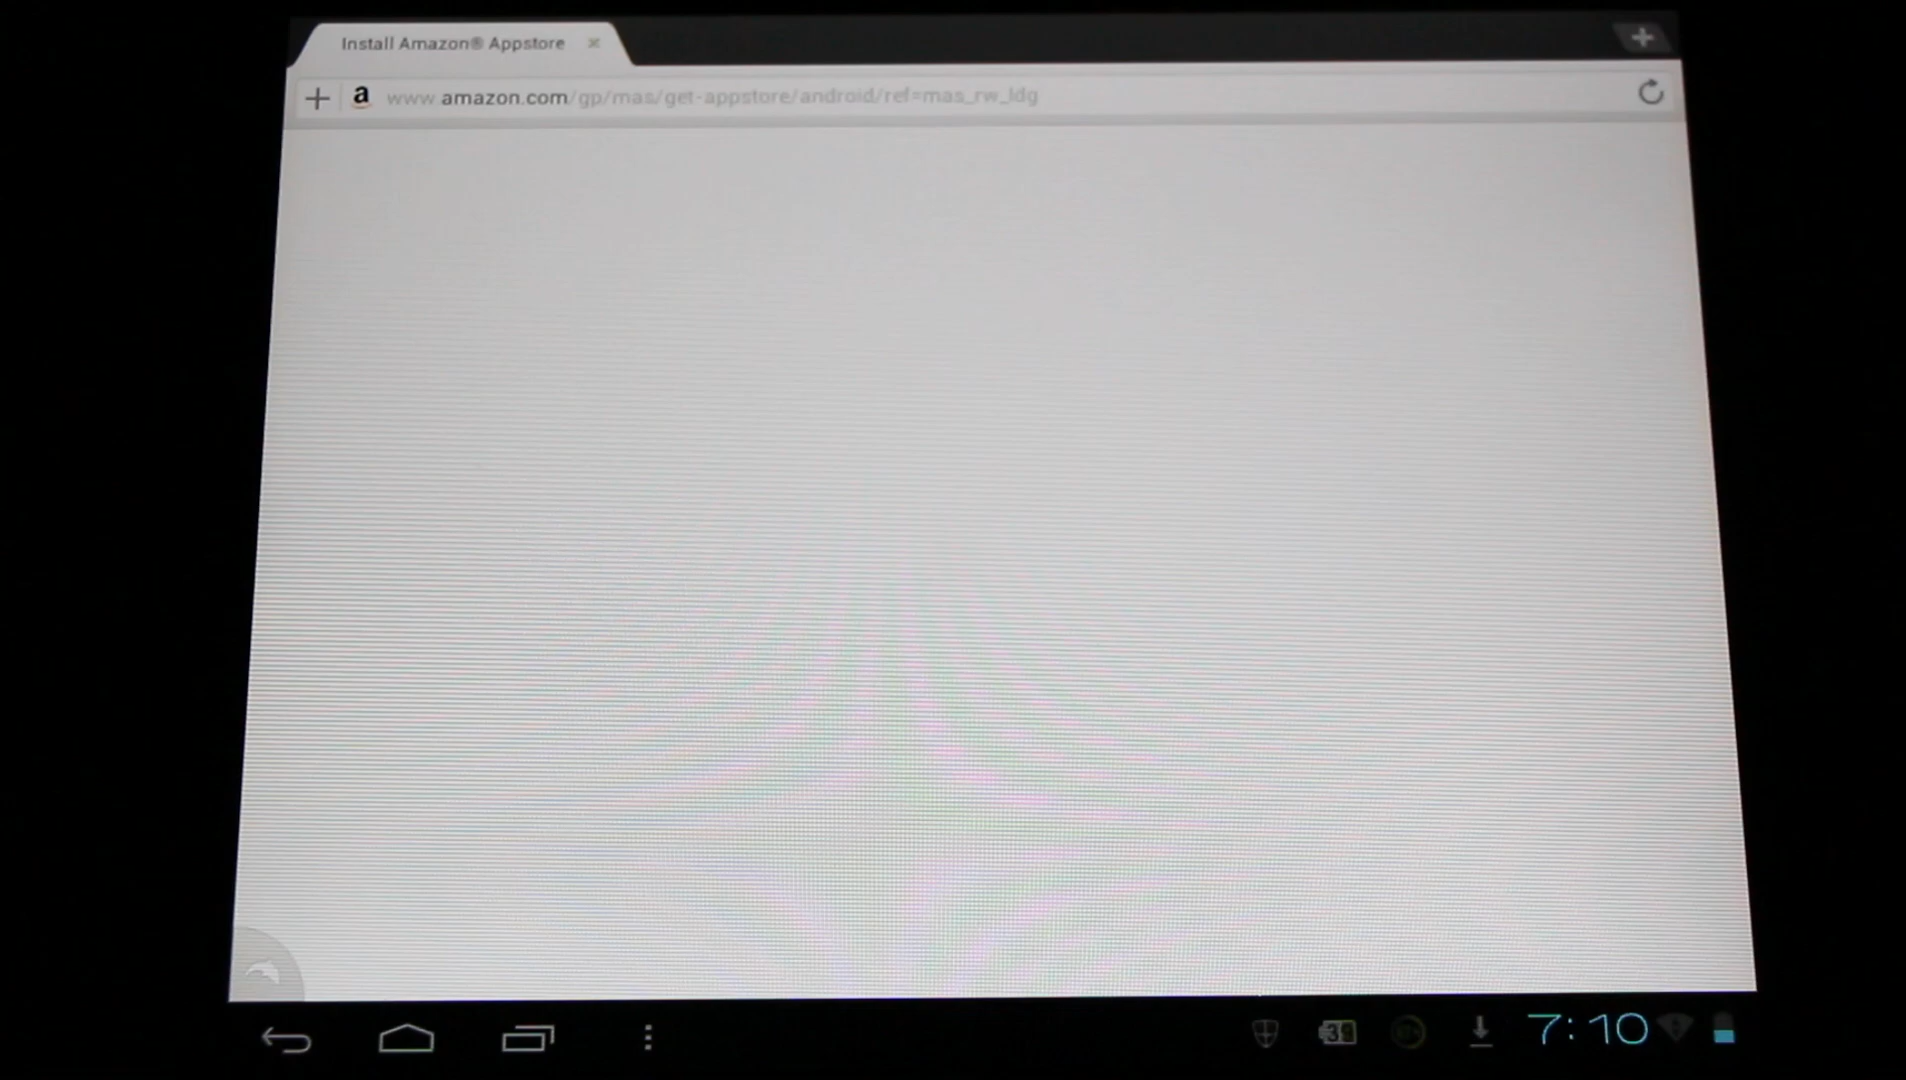 Install Amazon® Appstore
www.amazon.com/gp/mas/get-appstore/android/ref=mas_rw_ldg
7:10